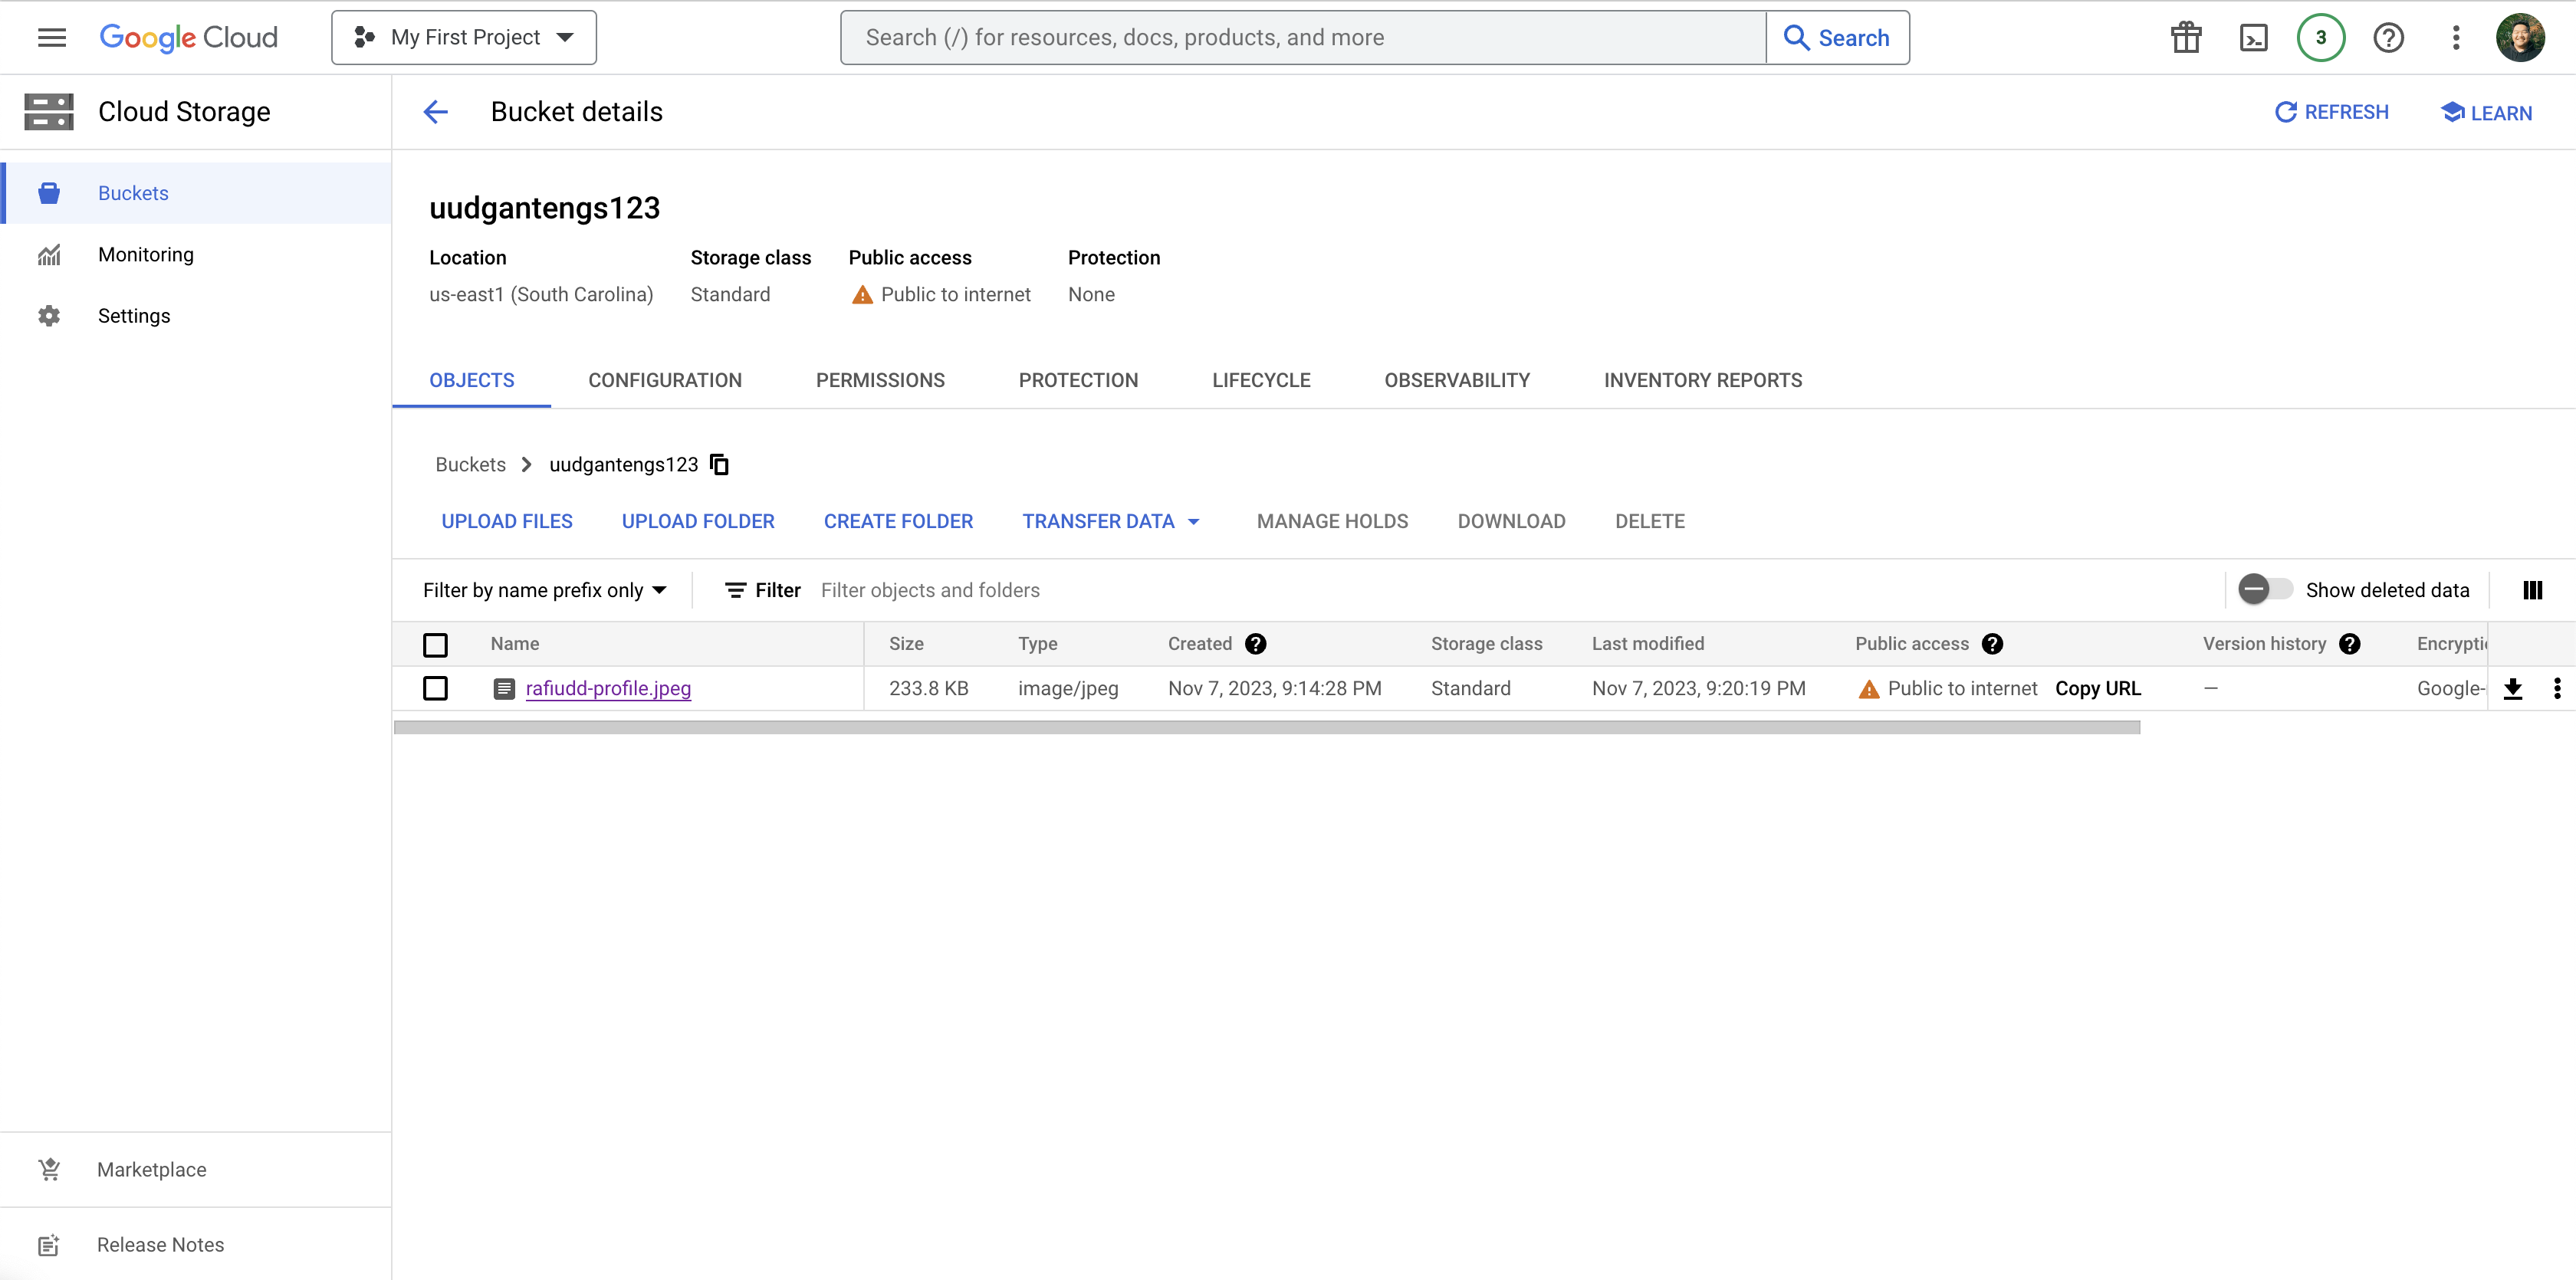 Google Cloud
My First Project
Search (/) for resources, docs, products, and more
Search
3
Cloud Storage
Bucket details
REFRESH
LEARN
Buckets
Monitoring
Settings
uudgantengs123
Location Storage class Public access Protection
us-east1 (South Carolina) Standard Public to internet None
OBJECTS CONFIGURATION PERMISSIONS PROTECTION LIFECYCLE OBSERVABILITY INVENTORY REPORTS
Buckets > uudgantengs123
UPLOAD FILES UPLOAD FOLDER CREATE FOLDER TRANSFER DATA MANAGE HOLDS DOWNLOAD DELETE
Filter by name prefix only Filter Filter objects and folders Show deleted data
Name Size Type Created Storage class Last modified Public access Version history Encrypti
rafiudd-profile.jpeg 233.8 KB image/jpeg Nov 7, 2023, 9:14:28 PM Standard Nov 7, 2023, 9:20:19 PM Public to internet Copy URL — Google-
Marketplace
Release Notes